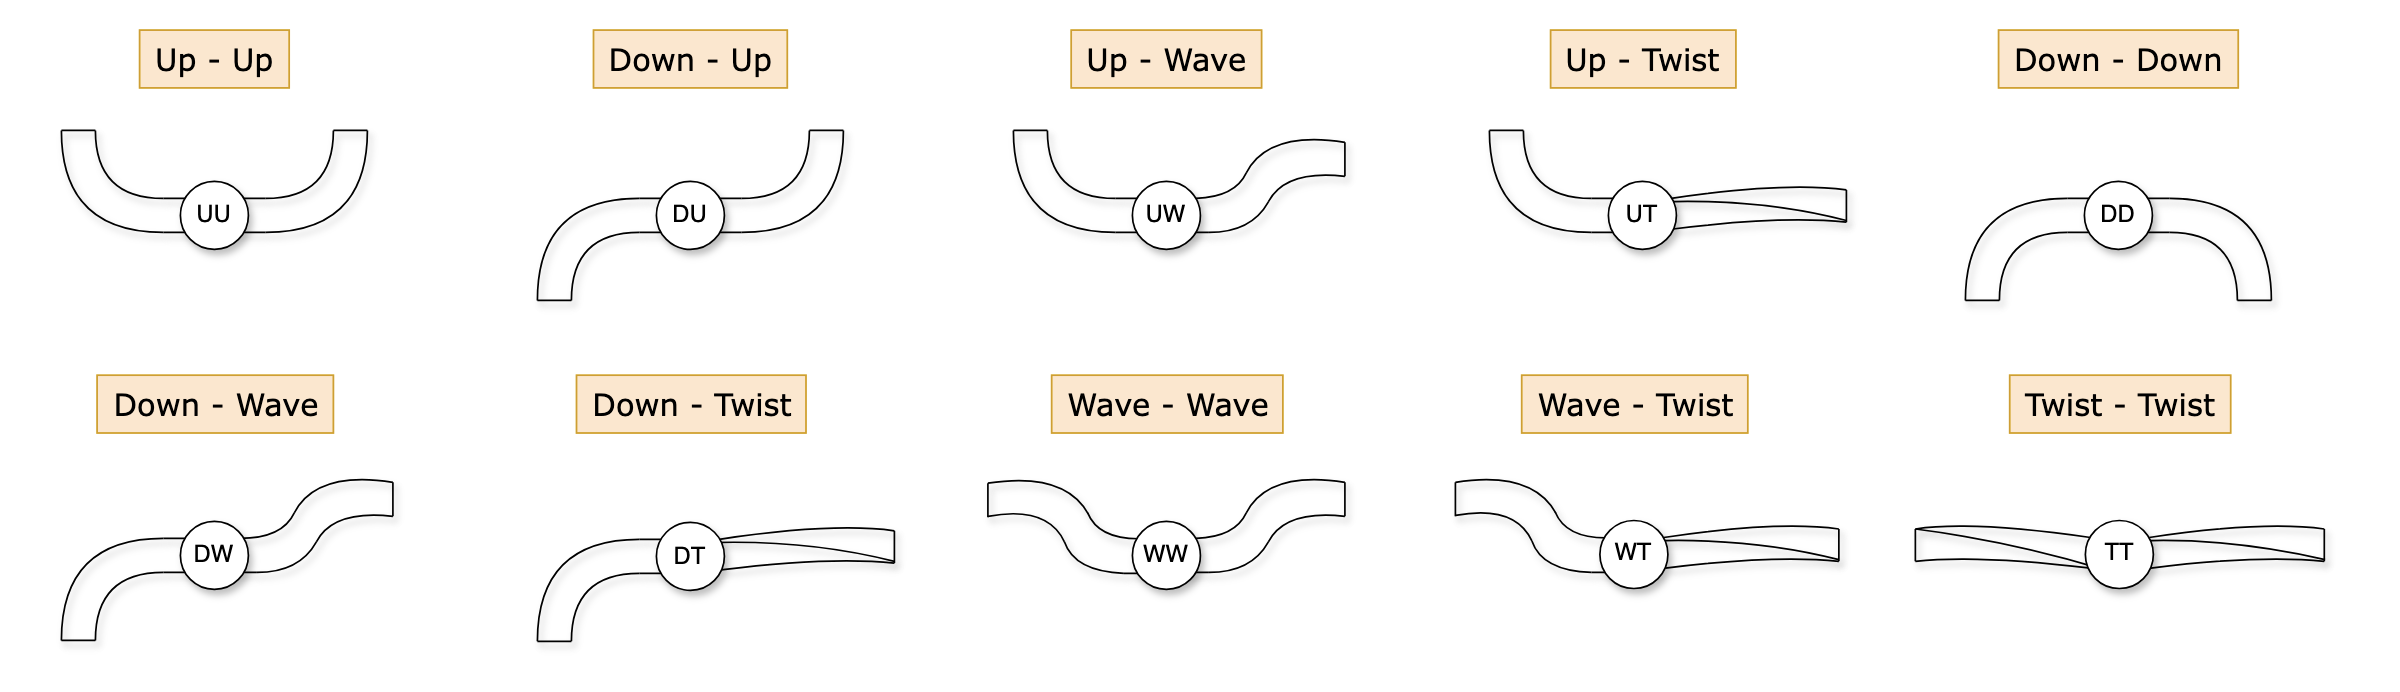 Up - Up
Down - Up
Up - Wave
Up - Twist
Down - Down
UU
DU
UW
UT
DD
Down - Wave
Down - Twist
Wave - Wave
Wave - Twist
Twist - Twist
DW
DT
WW
WT
TT